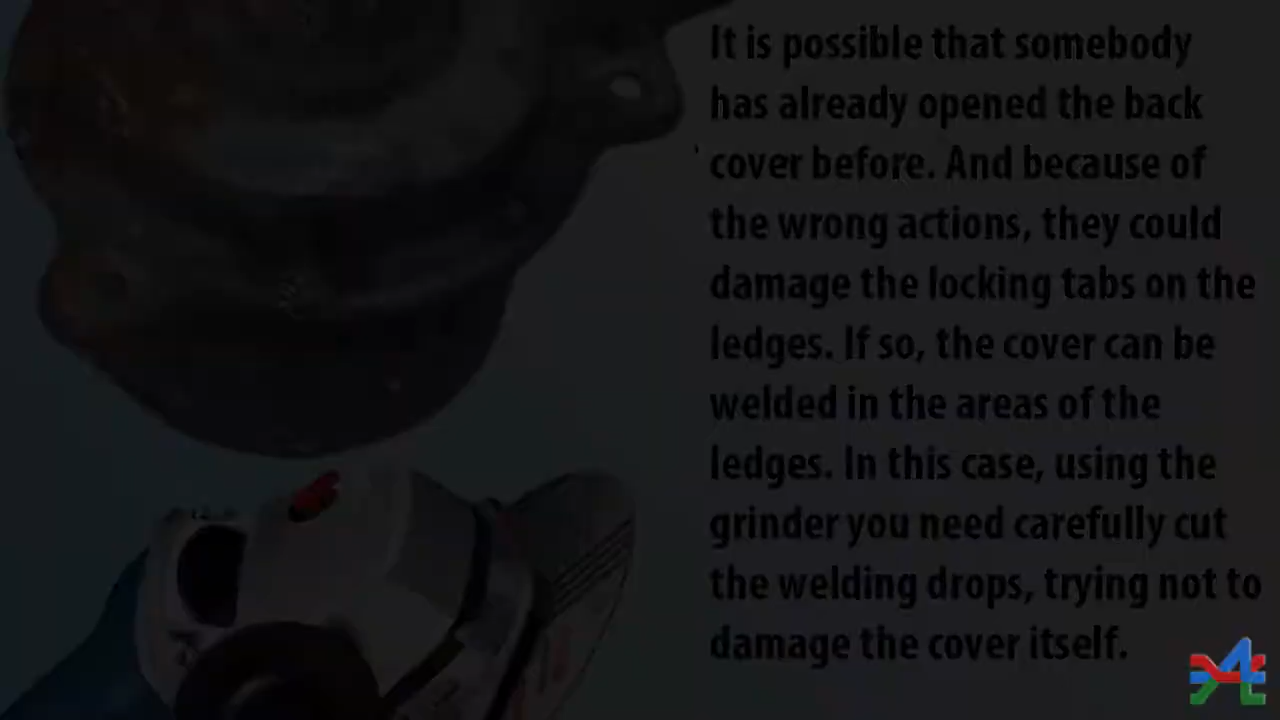 It is possible that somebody
has already opened the back
cover before. And because of
the wrong actions, they could
damage the locking tabs on the
ledges. If so, the cover can be
welded in the areas of the
ledges. In this case, using the
grinder you need carefully cut
the welding drops, trying not to
damage the cover itself.